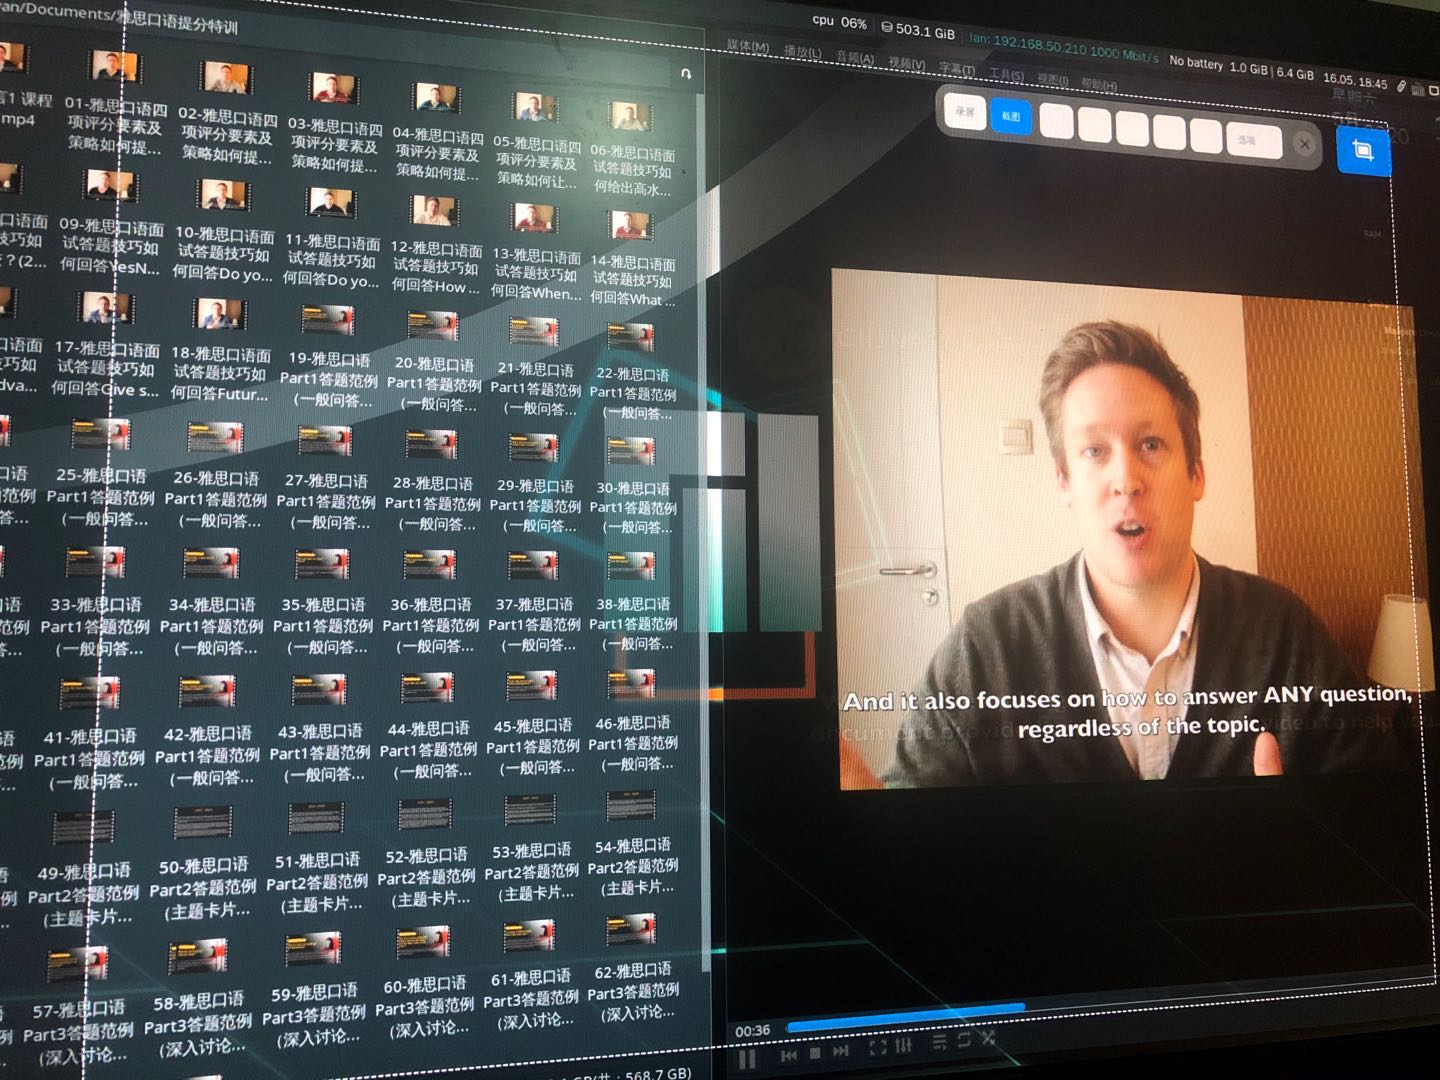 an/Documents/雅思口语提分特训
cpu 06%
503.1 GiB
lan: 192.168.50.210 1000 Mbit/s
No battery
1.0 GiB | 6.4 GiB
16.05. 18:45
媒体(M) 播放(L) 音频(A) 视频(V) 字幕(T) 工具(S) 视图(I) 帮助(H)
录屏
截图
选项
RAM
言1 课程
mp4
01-雅思口语四
项评分要素及
策略如何提...
02-雅思口语四
项评分要素及
策略如何提...
03-雅思口语四
项评分要素及
策略如何提...
04-雅思口语四
项评分要素及
策略如何提...
05-雅思口语四
项评分要素及
策略如何让...
06-雅思口语面
试答题技巧如
何给出高水...
口语面
技巧如
? (2...
09-雅思口语面
试答题技巧如
何回答YesN...
10-雅思口语面
试答题技巧如
何回答Do yo...
11-雅思口语面
试答题技巧如
何回答Do yo...
12-雅思口语面
试答题技巧如
何回答How ...
13-雅思口语面
试答题技巧如
何回答When...
14-雅思口语面
试答题技巧如
何回答What ...
口语面
巧如
dva...
17-雅思口语面
试答题技巧如
何回答Give s...
18-雅思口语面
试答题技巧如
何回答Futur...
19-雅思口语
Part1答题范例
(一般问答...
20-雅思口语
Part1答题范例
(一般问答...
21-雅思口语
Part1答题范例
(一般问答...
22-雅思口语
Part1答题范例
(一般问答...
25-雅思口语
Part1答题范例
(一般问答...
26-雅思口语
Part1答题范例
(一般问答...
27-雅思口语
Part1答题范例
(一般问答...
28-雅思口语
Part1答题范例
(一般问答...
29-雅思口语
Part1答题范例
(一般问答...
30-雅思口语
Part1答题范例
(一般问答...
33-雅思口语
Part1答题范例
(一般问答...
34-雅思口语
Part1答题范例
(一般问答...
35-雅思口语
Part1答题范例
(一般问答...
36-雅思口语
Part1答题范例
(一般问答...
37-雅思口语
Part1答题范例
(一般问答...
38-雅思口语
Part1答题范例
(一般问答...
41-雅思口语
Part1答题范例
(一般问答...
42-雅思口语
Part1答题范例
(一般问答...
43-雅思口语
Part1答题范例
(一般问答...
44-雅思口语
Part1答题范例
(一般问答...
45-雅思口语
Part1答题范例
(一般问答...
46-雅思口语
Part1答题范例
(一般问答...
49-雅思口语
Part2答题范例
(主题卡片...
50-雅思口语
Part2答题范例
(主题卡片...
51-雅思口语
Part2答题范例
(主题卡片...
52-雅思口语
Part2答题范例
(主题卡片...
53-雅思口语
Part2答题范例
(主题卡片...
54-雅思口语
Part2答题范例
(主题卡片...
57-雅思口语
Part3答题范例
(深入讨论...
58-雅思口语
Part3答题范例
(深入讨论...
59-雅思口语
Part3答题范例
(深入讨论...
60-雅思口语
Part3答题范例
(深入讨论...
61-雅思口语
Part3答题范例
(深入讨论...
62-雅思口语
Part3答题范例
(深入讨论...
568.7 GB)
And it also focuses on how to answer ANY question,
regardless of the topic.
00:36